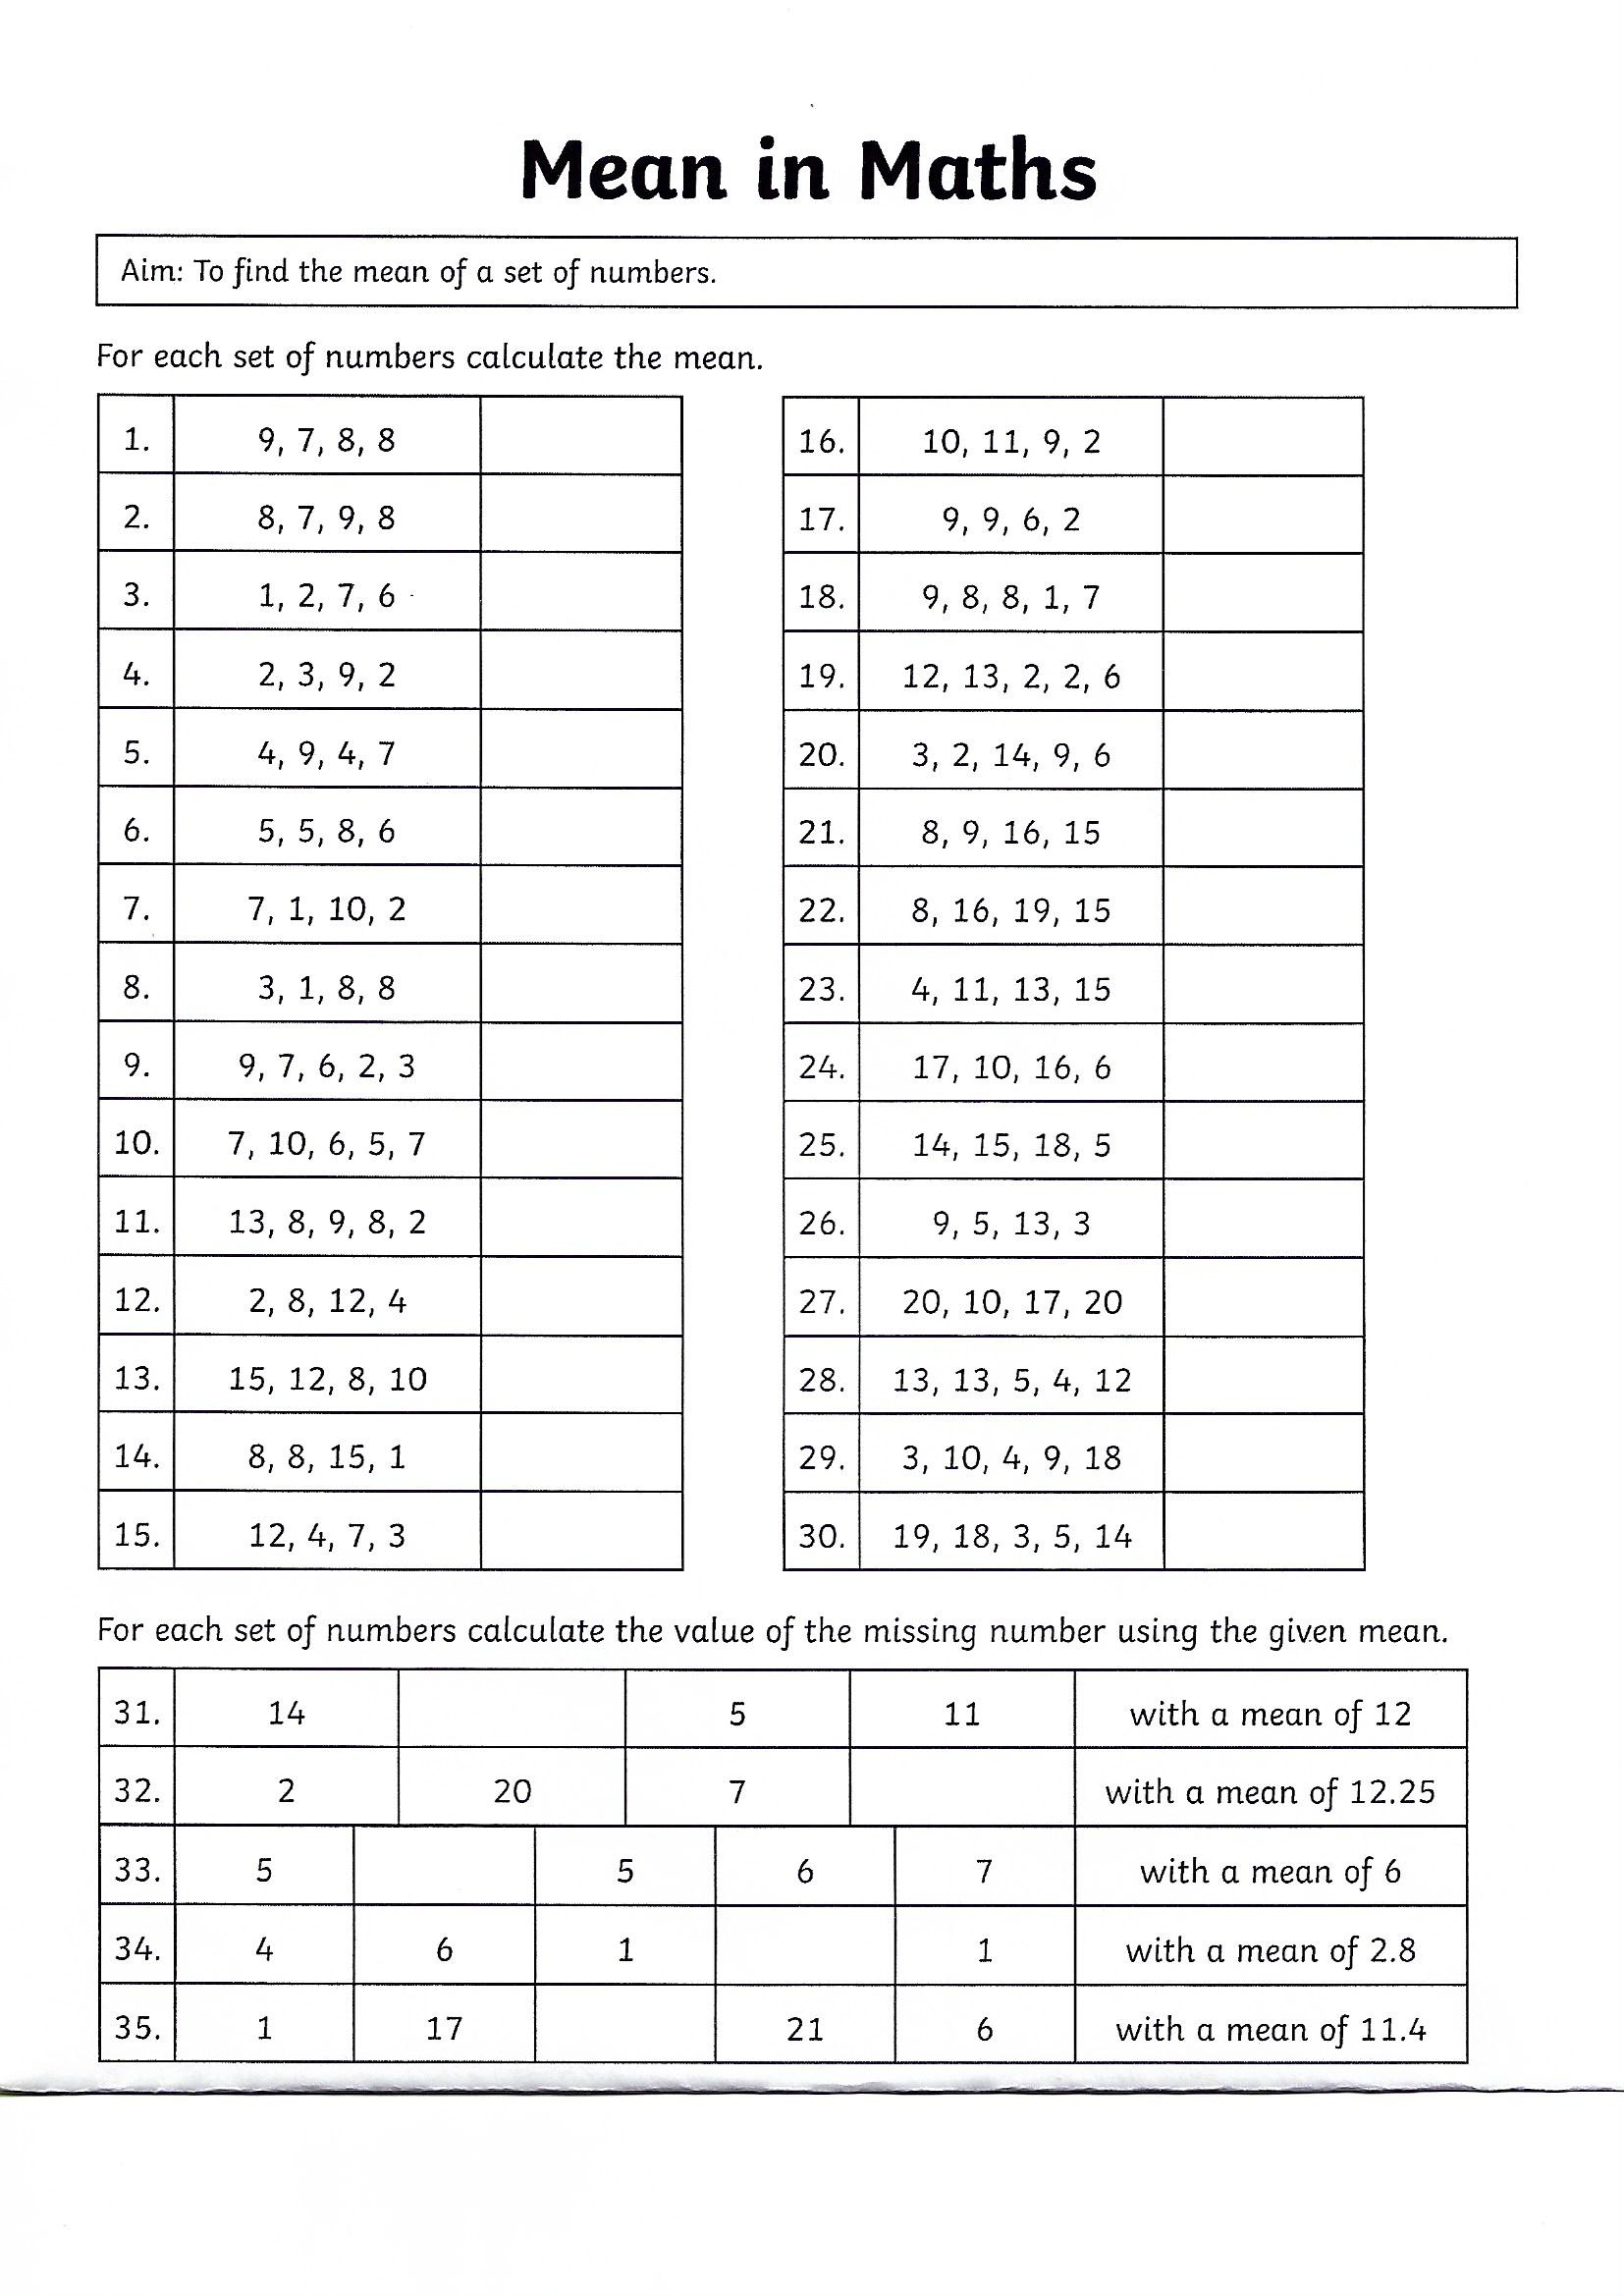 Mean in Maths
Aim: To find the mean of a set of numbers.
For each set of numbers calculate the mean.
1. 9, 7, 8, 8
2. 8, 7, 9, 8
3. 1, 2, 7, 6
4. 2, 3, 9, 2
5. 4, 9, 4, 7
6. 5, 5, 8, 6
7. 7, 1, 10, 2
8. 3, 1, 8, 8
9. 9, 7, 6, 2, 3
10. 7, 10, 6, 5, 7
11. 13, 8, 9, 8, 2
12. 2, 8, 12, 4
13. 15, 12, 8, 10
14. 8, 8, 15, 1
15. 12, 4, 7, 3
16. 10, 11, 9, 2
17. 9, 9, 6, 2
18. 9, 8, 8, 1, 7
19. 12, 13, 2, 2, 6
20. 3, 2, 14, 9, 6
21. 8, 9, 16, 15
22. 8, 16, 19, 15
23. 4, 11, 13, 15
24. 17, 10, 16, 6
25. 14, 15, 18, 5
26. 9, 5, 13, 3
27. 20, 10, 17, 20
28. 13, 13, 5, 4, 12
29. 3, 10, 4, 9, 18
30. 19, 18, 3, 5, 14
For each set of numbers calculate the value of the missing number using the given mean.
31. 14 5 11 with a mean of 12
32. 2 20 7 with a mean of 12.25
33. 5 5 6 7 with a mean of 6
34. 4 6 1 1 with a mean of 2.8
35. 1 17 21 6 with a mean of 11.4